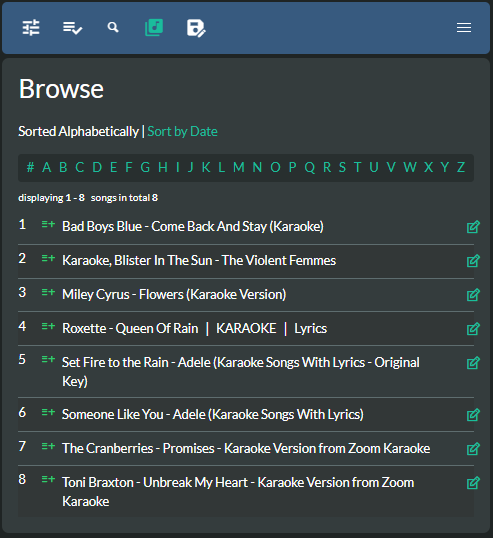 Browse
Sorted Alphabetically | Sort by Date
# A B C D E F G H I J K L M N O P Q R S T U V W X Y Z
displaying 1 - 8 songs in total 8
1 Bad Boys Blue - Come Back And Stay (Karaoke)
2 Karaoke, Blister In The Sun - The Violent Femmes
3 Miley Cyrus - Flowers (Karaoke Version)
4 Roxette - Queen Of Rain | KARAOKE | Lyrics
5 Set Fire to the Rain - Adele (Karaoke Songs With Lyrics - Original
Key)
6 Someone Like You - Adele (Karaoke Songs With Lyrics)
7 The Cranberries - Promises - Karaoke Version from Zoom Karaoke
8 Toni Braxton - Unbreak My Heart - Karaoke Version from Zoom
Karaoke